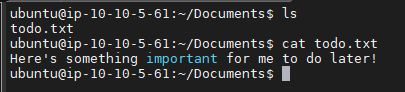 ubuntu@ip-10-10-5-61:~/Documents$ ls
todo.txt
ubuntu@ip-10-10-5-61:~/Documents$ cat todo.txt
Here's something important for me to do later!
ubuntu@ip-10-10-5-61:~/Documents$